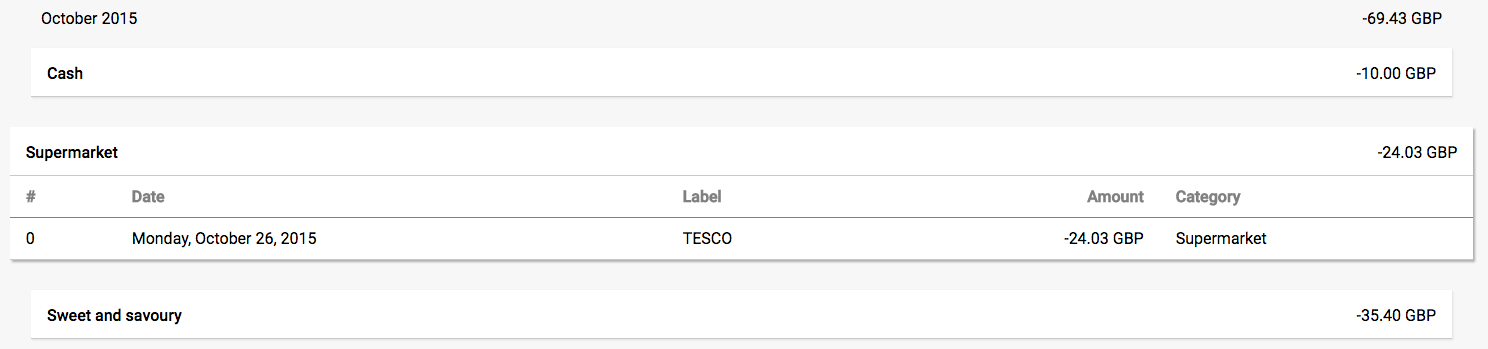 October 2015 -69.43 GBP
Cash -10.00 GBP
Supermarket -24.03 GBP
# Date Label Amount Category
0 Monday, October 26, 2015 TESCO -24.03 GBP Supermarket
Sweet and savoury -35.40 GBP